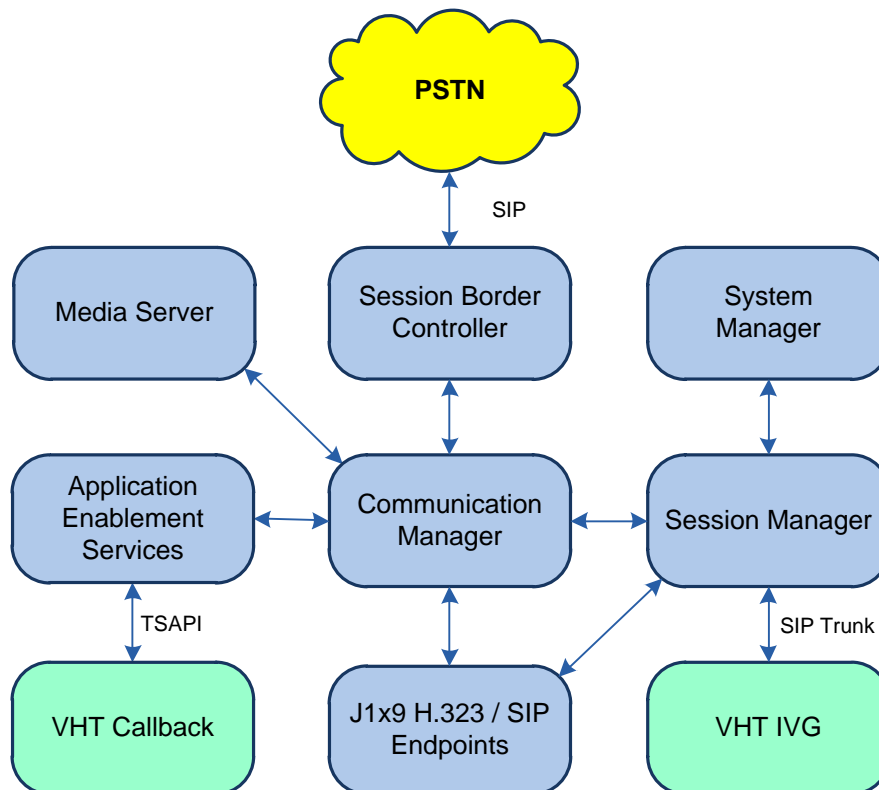 PSTN
SIP
Media Server
Session Border
Controller
System
Manager
Application
Enablement
Services
Communication
Manager
Session Manager
TSAPI
SIP Trunk
VHT Callback
J1x9 H.323 / SIP
Endpoints
VHT IVG